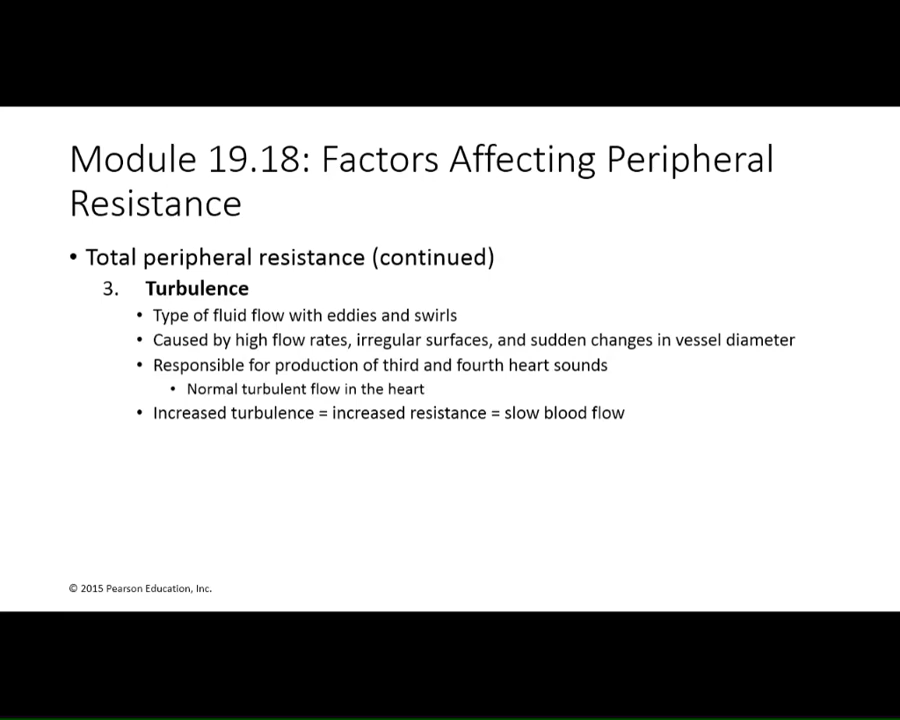 Module 19.18: Factors Affecting Peripheral
Resistance
• Total peripheral resistance (continued)
3. Turbulence
• Type of fluid flow with eddies and swirls
• Caused by high flow rates, irregular surfaces, and sudden changes in vessel diameter
• Responsible for production of third and fourth heart sounds
• Normal turbulent flow in the heart
• Increased turbulence = increased resistance = slow blood flow
© 2015 Pearson Education, Inc.